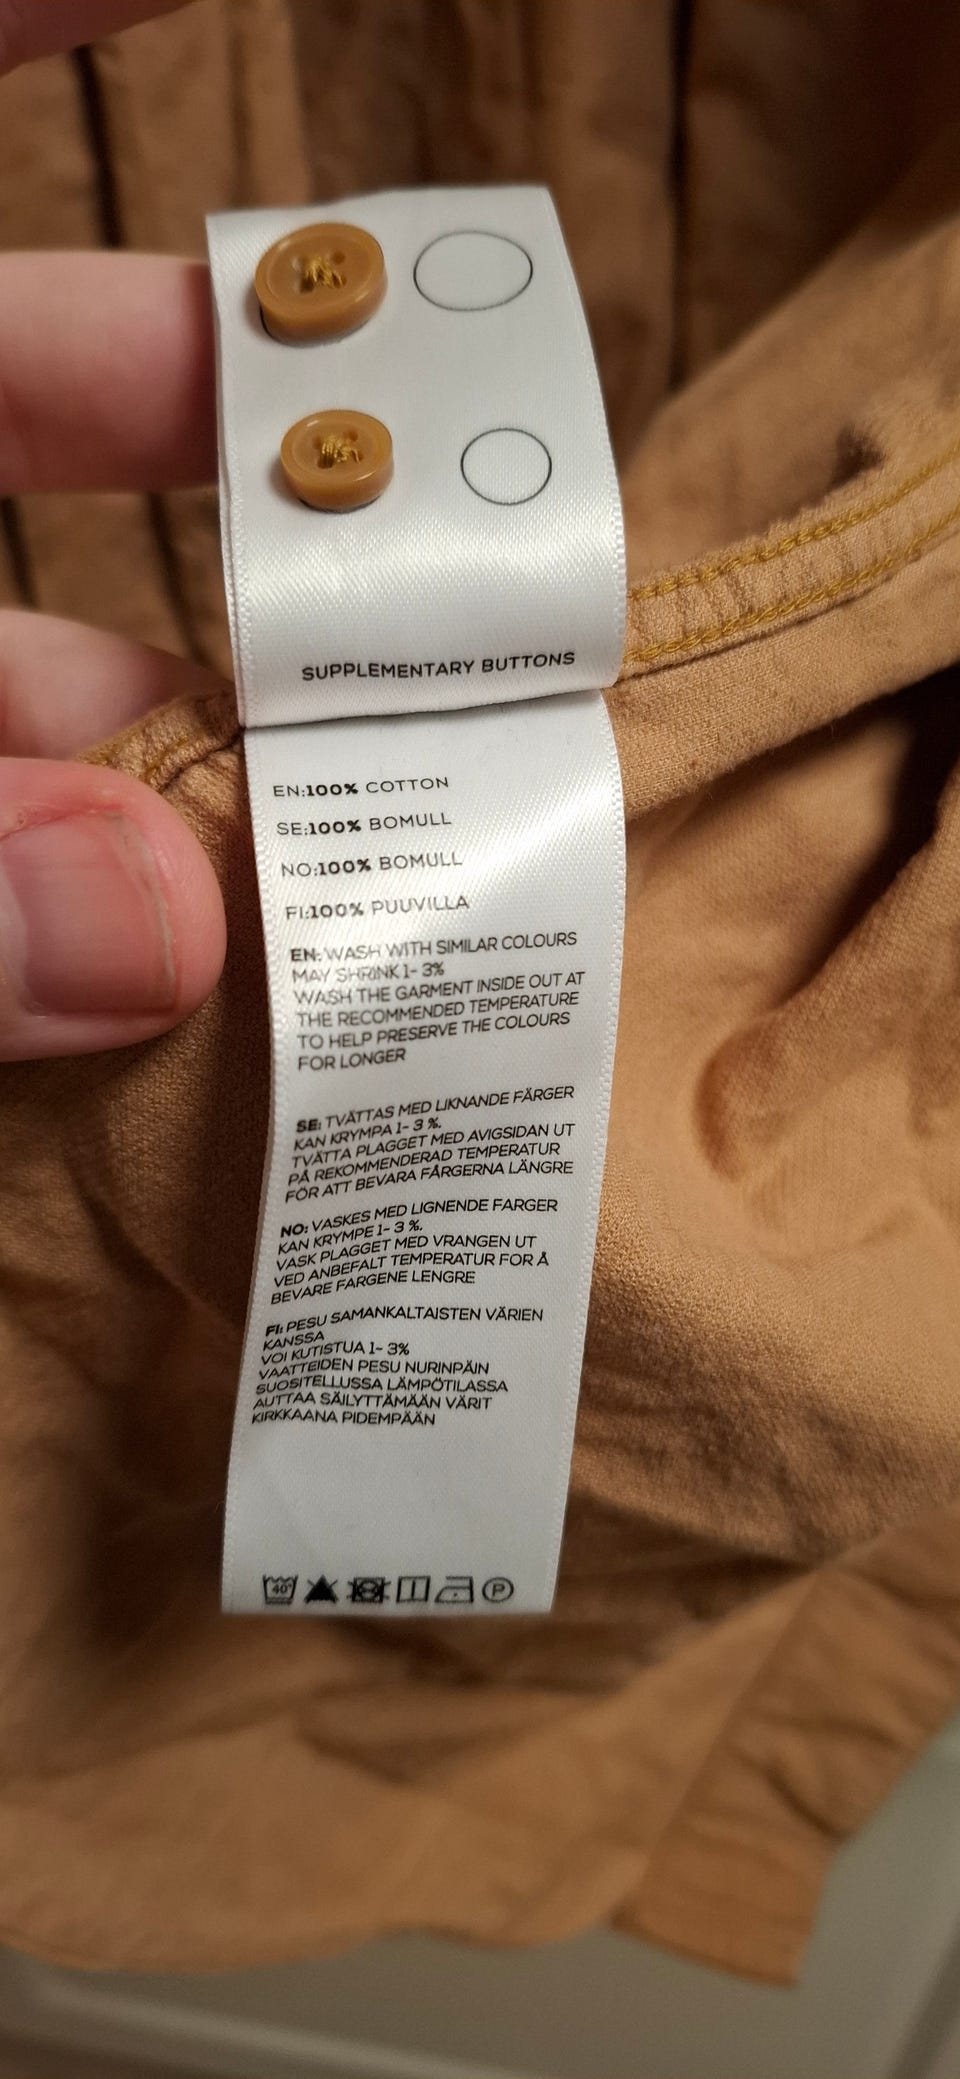 SUPPLEMENTARY BUTTONS
EN:100% COTTON
SE:100% BOMULL
NO:100% BOMULL
FI:100% PUUVILLA
EN: WASH WITH SIMILAR COLOURS
MAY SHRINK 1- 3%
WASH THE GARMENT INSIDE OUT AT
THE RECOMMENDED TEMPERATURE
TO HELP PRESERVE THE COLOURS
FOR LONGER
SE: TVÄTTAS MED LIKNANDE FÄRGER
KAN KRYMPA 1- 3 %.
TVÄTTA PLAGGET MED AVIGSIDAN UT
PÅ REKOMMENDERAD TEMPERATUR
FÖR ATT BEVARA FÄRGERNA LÄNGRE
NO: VASKES MED LIGNENDE FARGER
KAN KRYMPE 1- 3 %.
VASK PLAGGET MED VRANGEN UT
VED ANBEFALT TEMPERATUR FOR Å
BEVARE FARGENE LENGRE
FI: PESU SAMANKALTAISTEN VÄRIEN
KANSSA
VOI KUTISTUA 1- 3%
VAATTEIDEN PESU NURINPÄIN
SUOSITELLUSSA LÄMPÖTILASSA
AUTTAA SÄILYTTÄMÄÄN VÄRIT
KIRKKAANA PIDEMPÄÄN
40° P